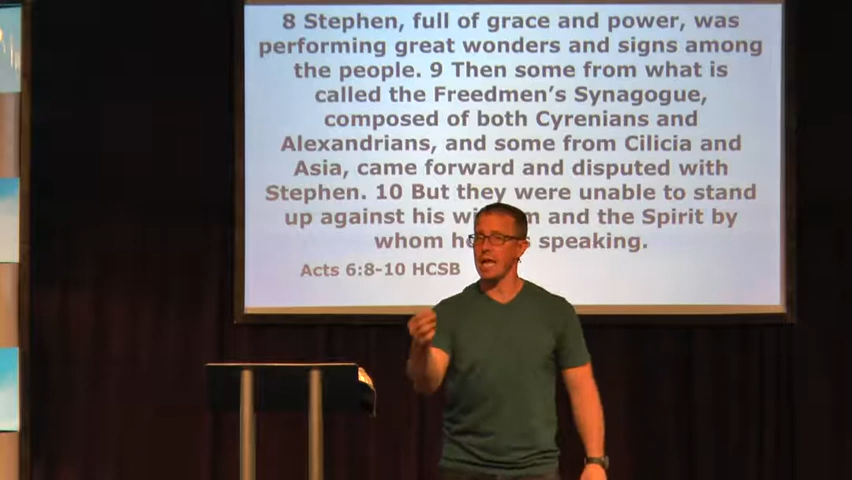 8 Stephen, full of grace and power, was
performing great wonders and signs among
the people. 9 Then some from what is
called the Freedmen’s Synagogue,
composed of both Cyrenians and
Alexandrians, and some from Cilicia and
Asia, came forward and disputed with
Stephen. 10 But they were unable to stand
up against his and the Spirit by
whom speaking.
Acts 6:8-10 HCSB